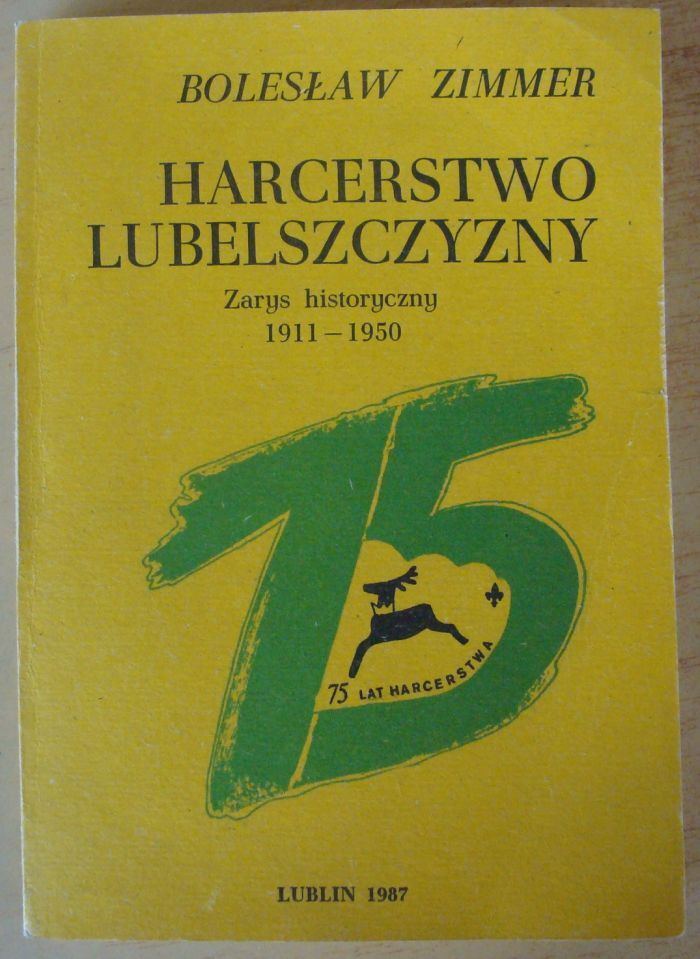 BOLESŁAW ZIMMER
HARCERSTWO
LUBELSZCZYZNY
Zarys historyczny
1911 – 1950
75
75 LAT HARCERSTWA
LUBLIN 1987